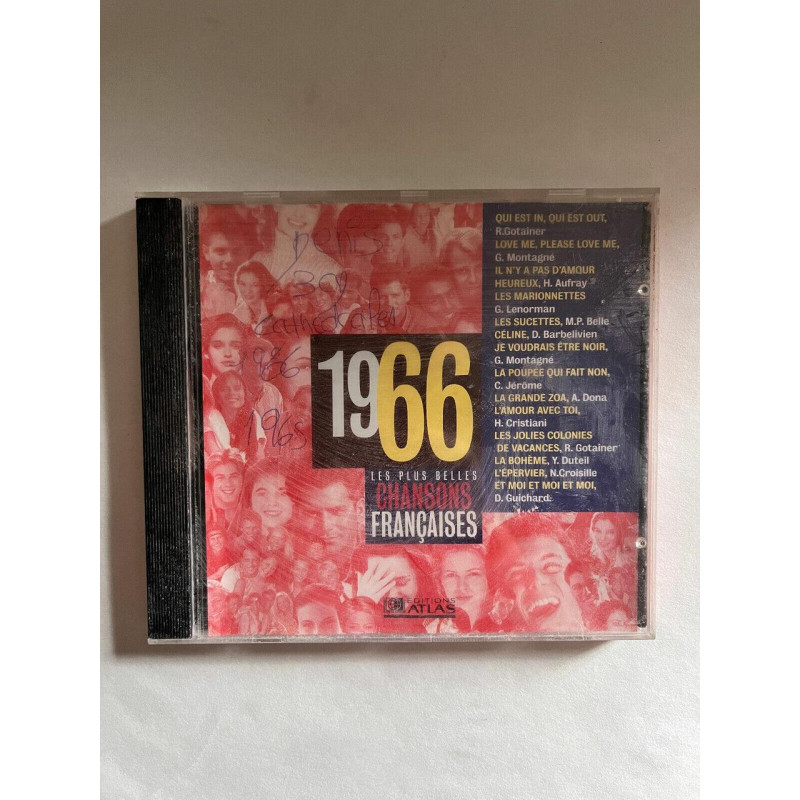 QUI EST IN, QUI EST OUT,
R.Gotainer
LOVE ME, PLEASE LOVE ME,
G. Montagné
IL N'Y A PAS D'AMOUR
HEUREUX, H. Aufray
LES MARIONNETTES
G. Lenorman
LES SUCETTES, M.P. Belle
CÉLINE, D. Barbelivien
JE VOUDRAIS ÊTRE NOIR,
G. Montagné
LA POUPÉE QUI FAIT NON,
C. Jérôme
LA GRANDE ZOA, A. Dona
L'AMOUR AVEC TOI,
H. Cristiani
LES JOLIES COLONIES
DE VACANCES, R. Gotainer
LA BOHÈME, Y. Duteil
L'ÉPERVIER, N.Croisille
ET MOI ET MOI ET MOI,
D. Guichard
1986
1965
1966
LES PLUS BELLES
CHANSONS
FRANÇAISES
EDITIONS
ATLAS